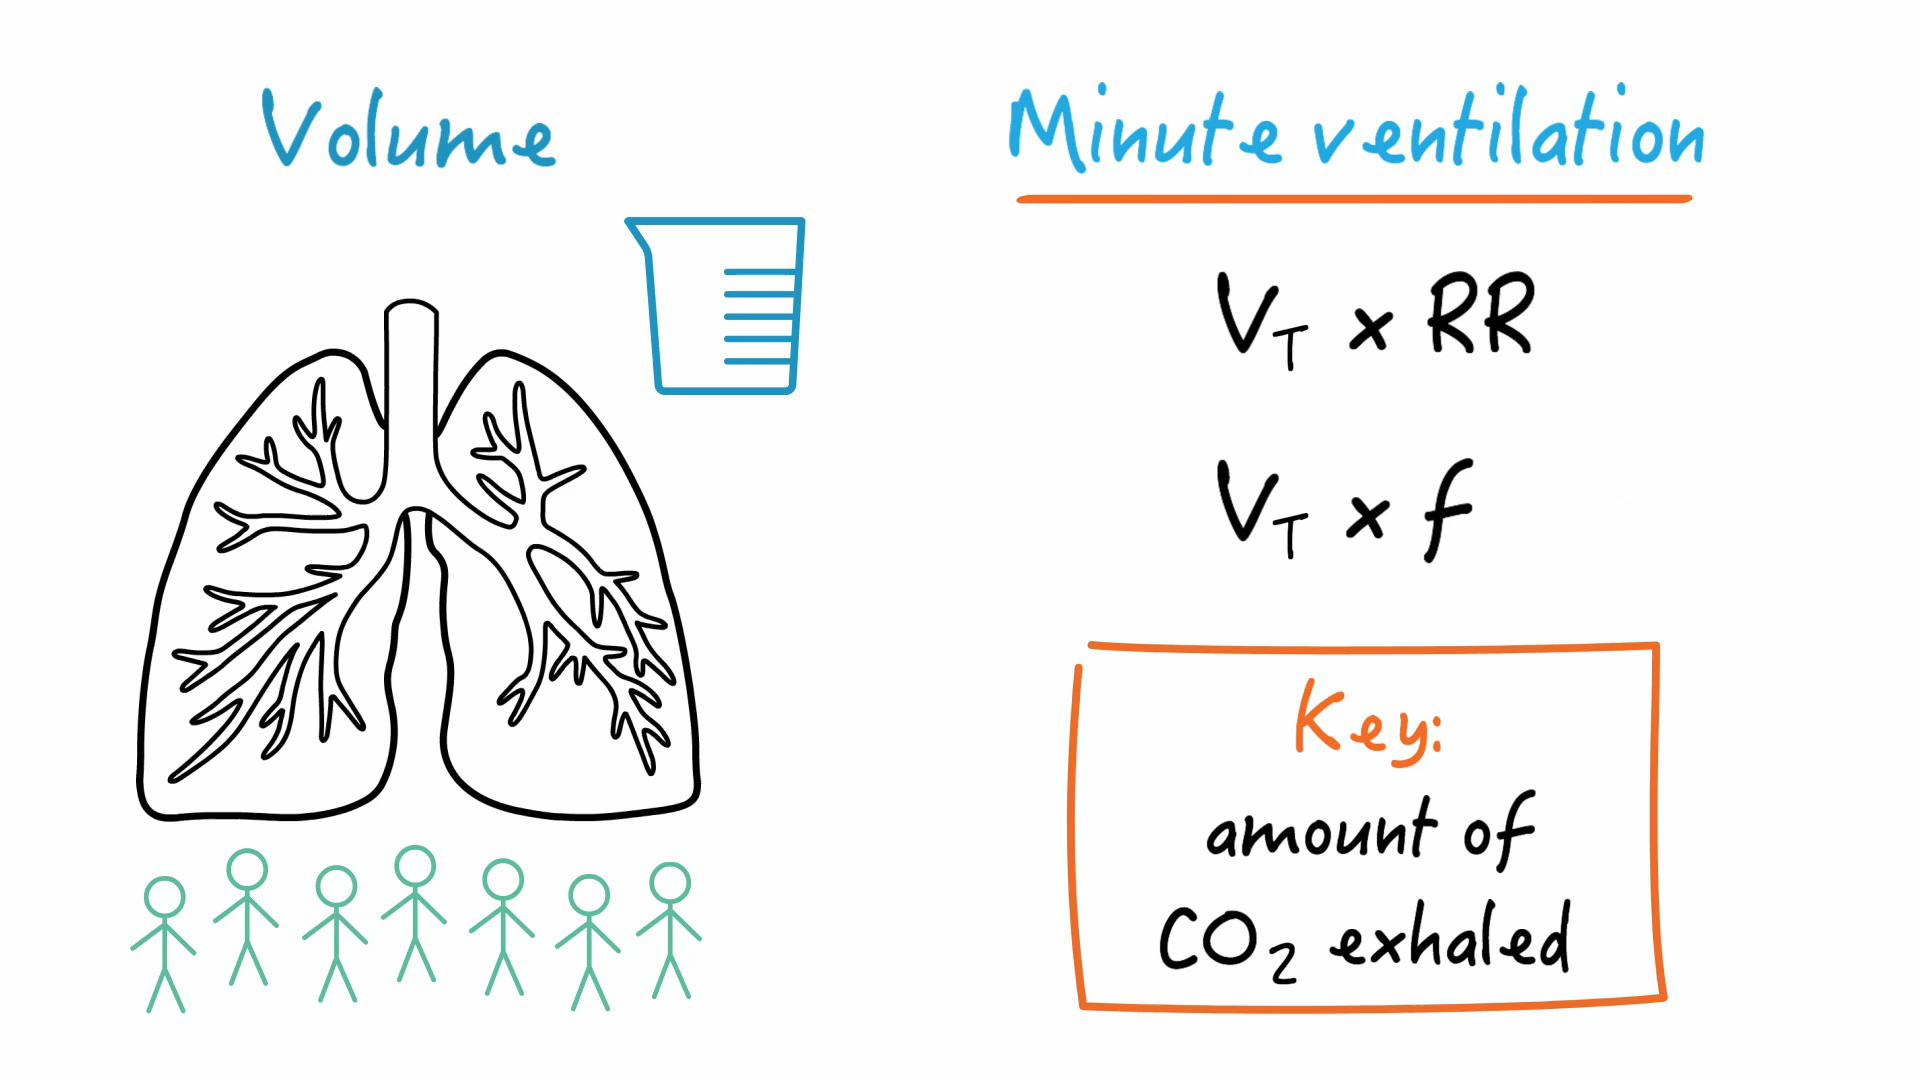 Volume
Minute ventilation
V_T x RR
V_T x f
Key:
amount of
CO₂ exhaled